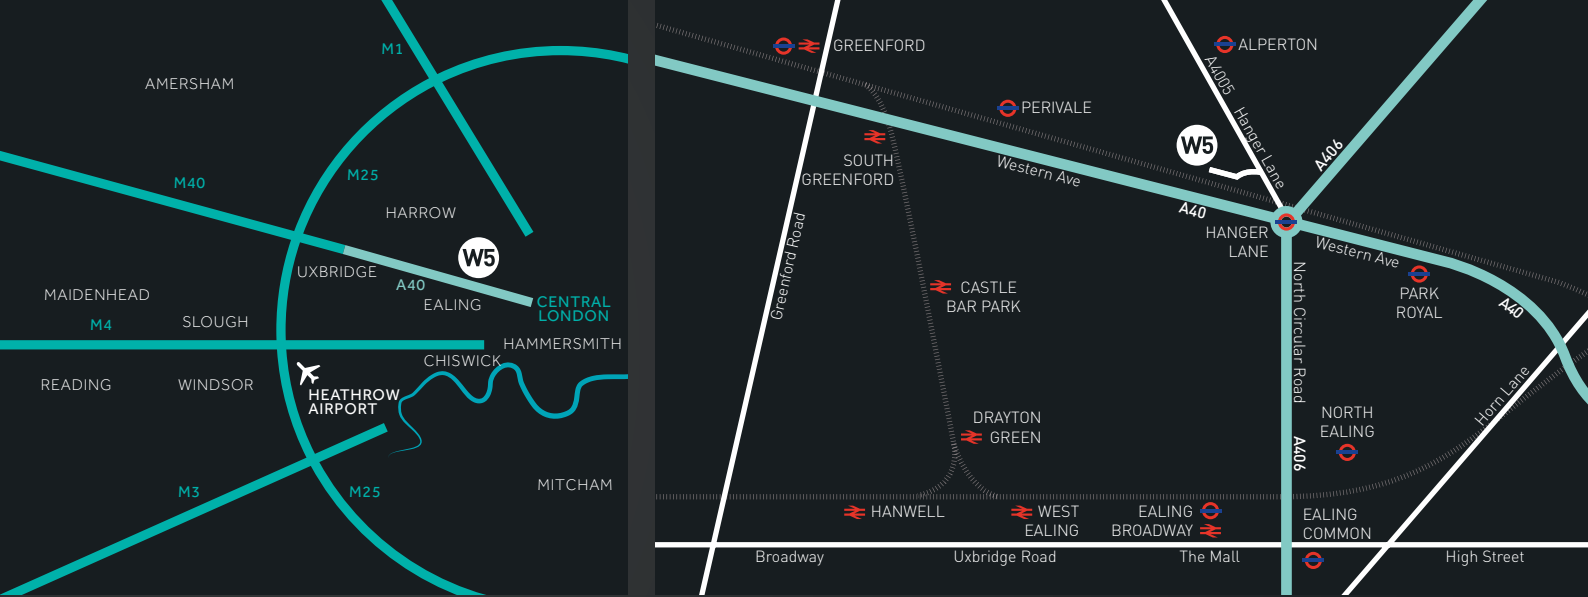 M1
AMERSHAM
M25
M40
HARROW
W5
UXBRIDGE
A40
EALING
CENTRAL
LONDON
MAIDENHEAD
M4
SLOUGH
HAMMERSMITH
CHISWICK
READING
WINDSOR
HEATHROW
AIRPORT
M3
M25
MITCHAM
GREENFORD
ALPERTON
A4005
Hanger Lane
PERIVALE
W5
A406
SOUTH
GREENFORD
Western Ave
A40
HANGER
LANE
Western Ave
Greenford Road
PARK
ROYAL
A40
CASTLE
BAR PARK
North Circular Road
Horn Lane
DRAYTON
GREEN
NORTH
EALING
A406
HANWELL
WEST
EALING
EALING
BROADWAY
EALING
COMMON
Broadway
Uxbridge Road
The Mall
High Street